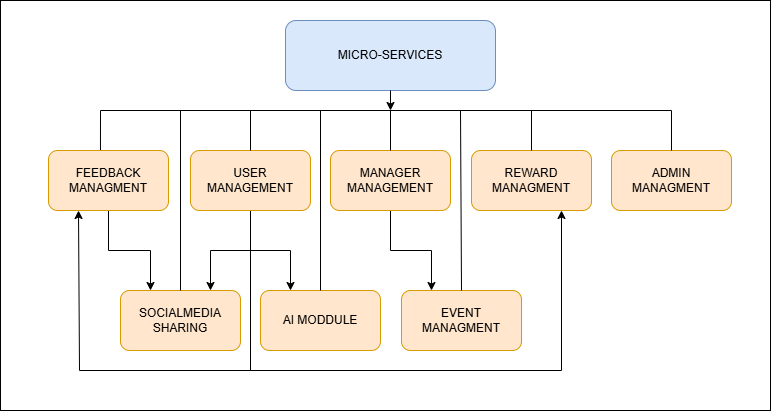 MICRO-SERVICES
FEEDBACK
MANAGMENT
USER
MANAGEMENT
MANAGER
MANAGEMENT
REWARD
MANAGMENT
ADMIN
MANAGMENT
SOCIALMEDIA
SHARING
AI MODDULE
EVENT
MANAGMENT